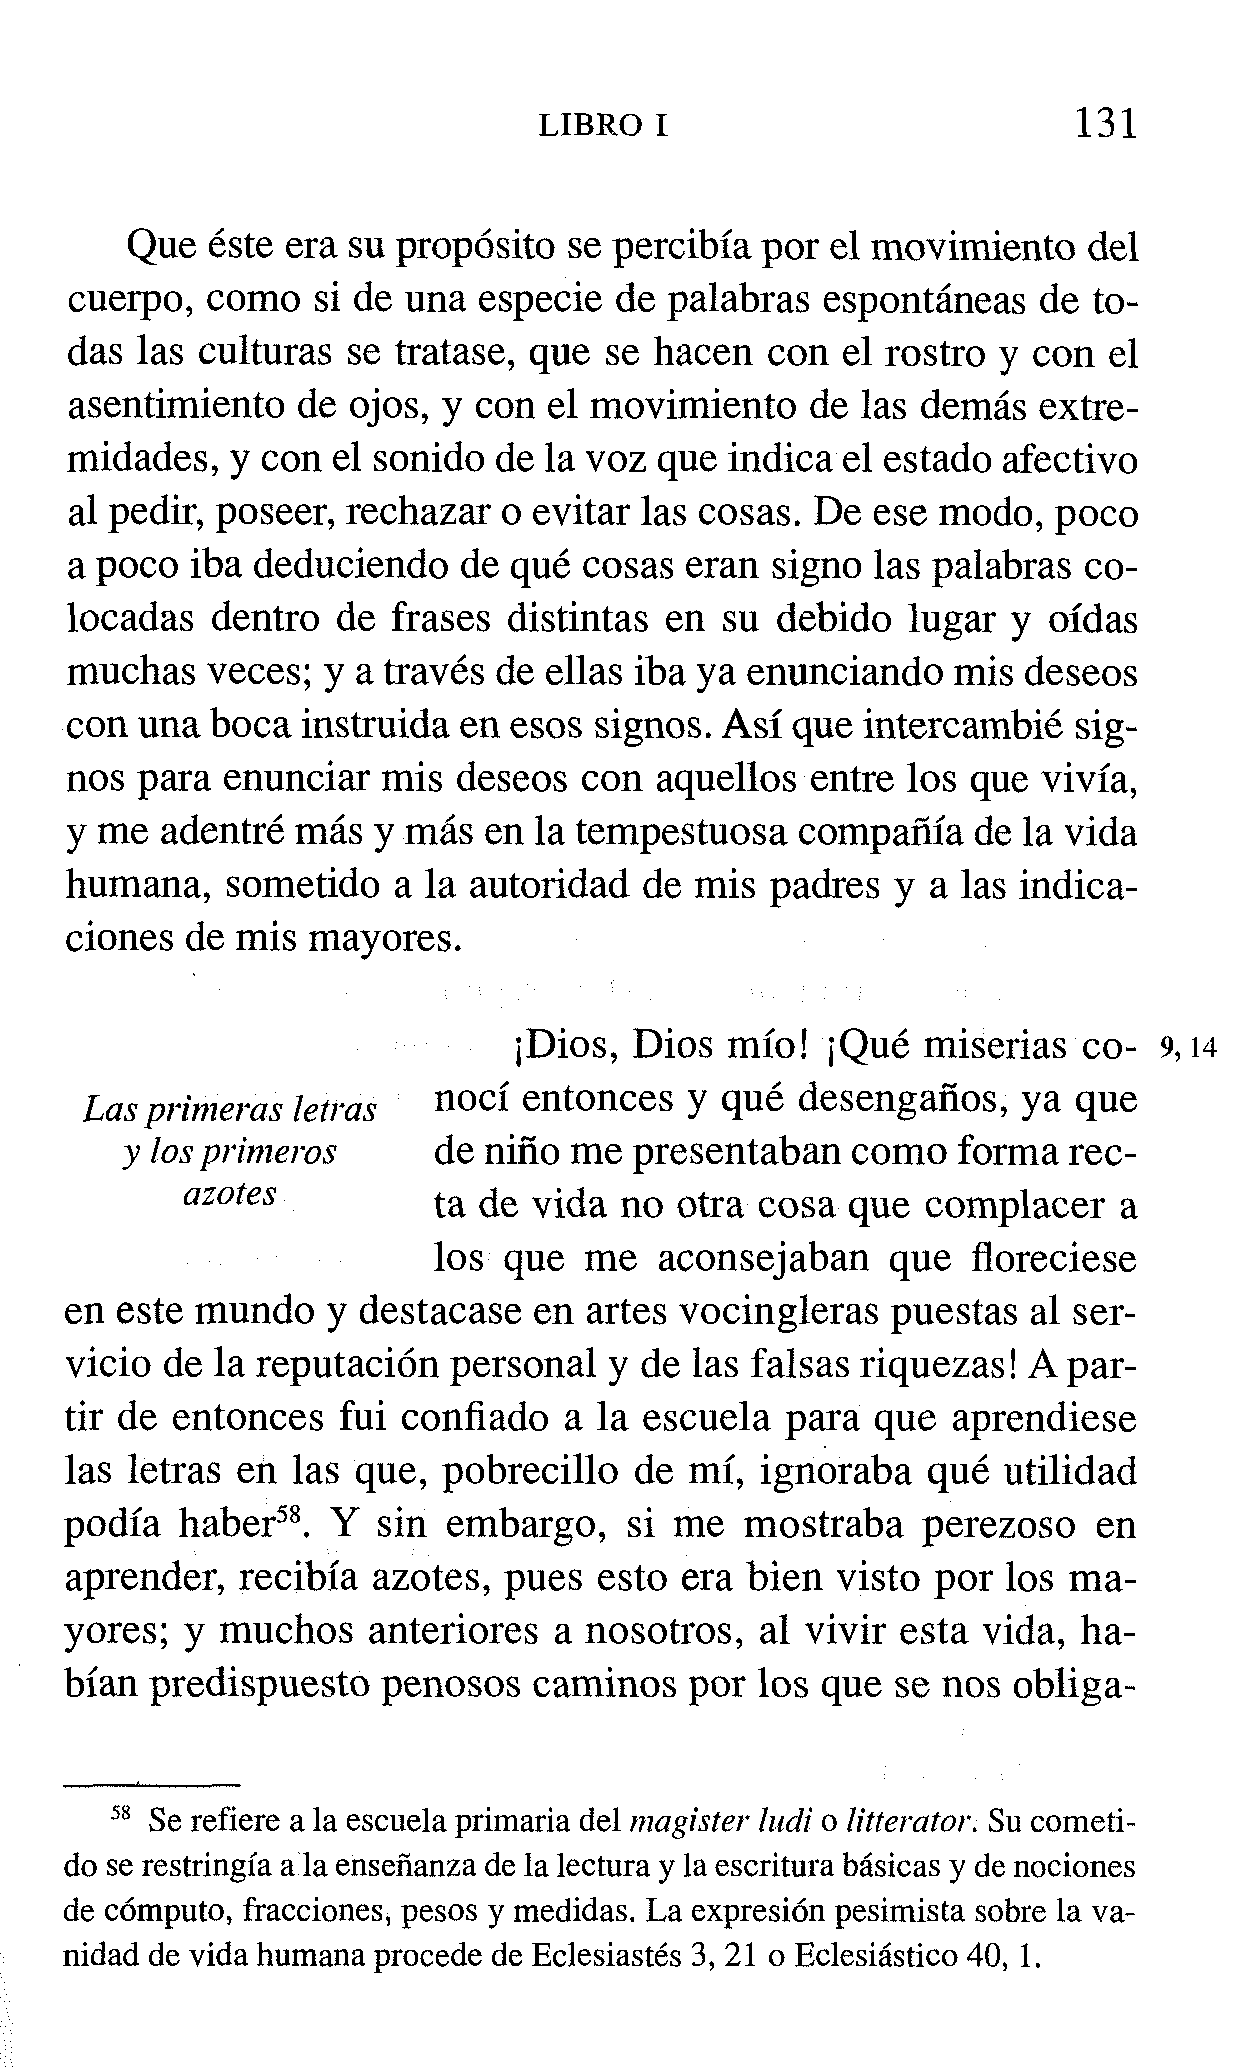 LIBRO I 131
Que éste era su propósito se percibía por el movimiento del
cuerpo, como si de una especie de palabras espontáneas de to-
das las culturas se tratase, que se hacen con el rostro y con el
asentimiento de ojos, y con el movimiento de las demás extre-
midades, y con el sonido de la voz que indica el estado afectivo
al pedir, poseer, rechazar o evitar las cosas. De ese modo, poco
a poco iba deduciendo de qué cosas eran signo las palabras co-
locadas dentro de frases distintas en su debido lugar y oídas
muchas veces; y a través de ellas iba ya enunciando mis deseos
con una boca instruida en esos signos. Así que intercambié sig-
nos para enunciar mis deseos con aquellos entre los que vivía,
y me adentré más y más en la tempestuosa compañía de la vida
humana, sometido a la autoridad de mis padres y a las indica-
ciones de mis mayores.
Las primeras letras
y los primeros
azotes
¡Dios, Dios mío! ¡Qué miserias co- 9, 14
nocí entonces y qué desengaños, ya que
de niño me presentaban como forma rec-
ta de vida no otra cosa que complacer a
los que me aconsejaban que floreciese
en este mundo y destacase en artes vocingleras puestas al ser-
vicio de la reputación personal y de las falsas riquezas! A par-
tir de entonces fui confiado a la escuela para que aprendiese
las letras en las que, pobrecillo de mí, ignoraba qué utilidad
podía haber⁵⁸. Y sin embargo, si me mostraba perezoso en
aprender, recibía azotes, pues esto era bien visto por los ma-
yores; y muchos anteriores a nosotros, al vivir esta vida, ha-
bían predispuesto penosos caminos por los que se nos obliga-
⁵⁸ Se refiere a la escuela primaria del magister ludi o litterator. Su cometi-
do se restringía a la enseñanza de la lectura y la escritura básicas y de nociones
de cómputo, fracciones, pesos y medidas. La expresión pesimista sobre la va-
nidad de vida humana procede de Eclesiastés 3, 21 o Eclesiástico 40, 1.